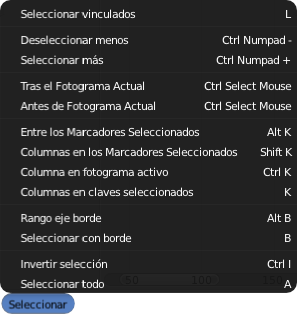 Seleccionar vinculados L
Deseleccionar menos Ctrl Numpad -
Seleccionar más Ctrl Numpad +
Tras el Fotograma Actual Ctrl Select Mouse
Antes de Fotograma Actual Ctrl Select Mouse
Entre los Marcadores Seleccionados Alt K
Columnas en los Marcadores Seleccionados Shift K
Columna en fotograma activo Ctrl K
Columnas en claves seleccionados K
Rango eje borde Alt B
Seleccionar con borde B
Invertir selección Ctrl I
Seleccionar todo A
Seleccionar